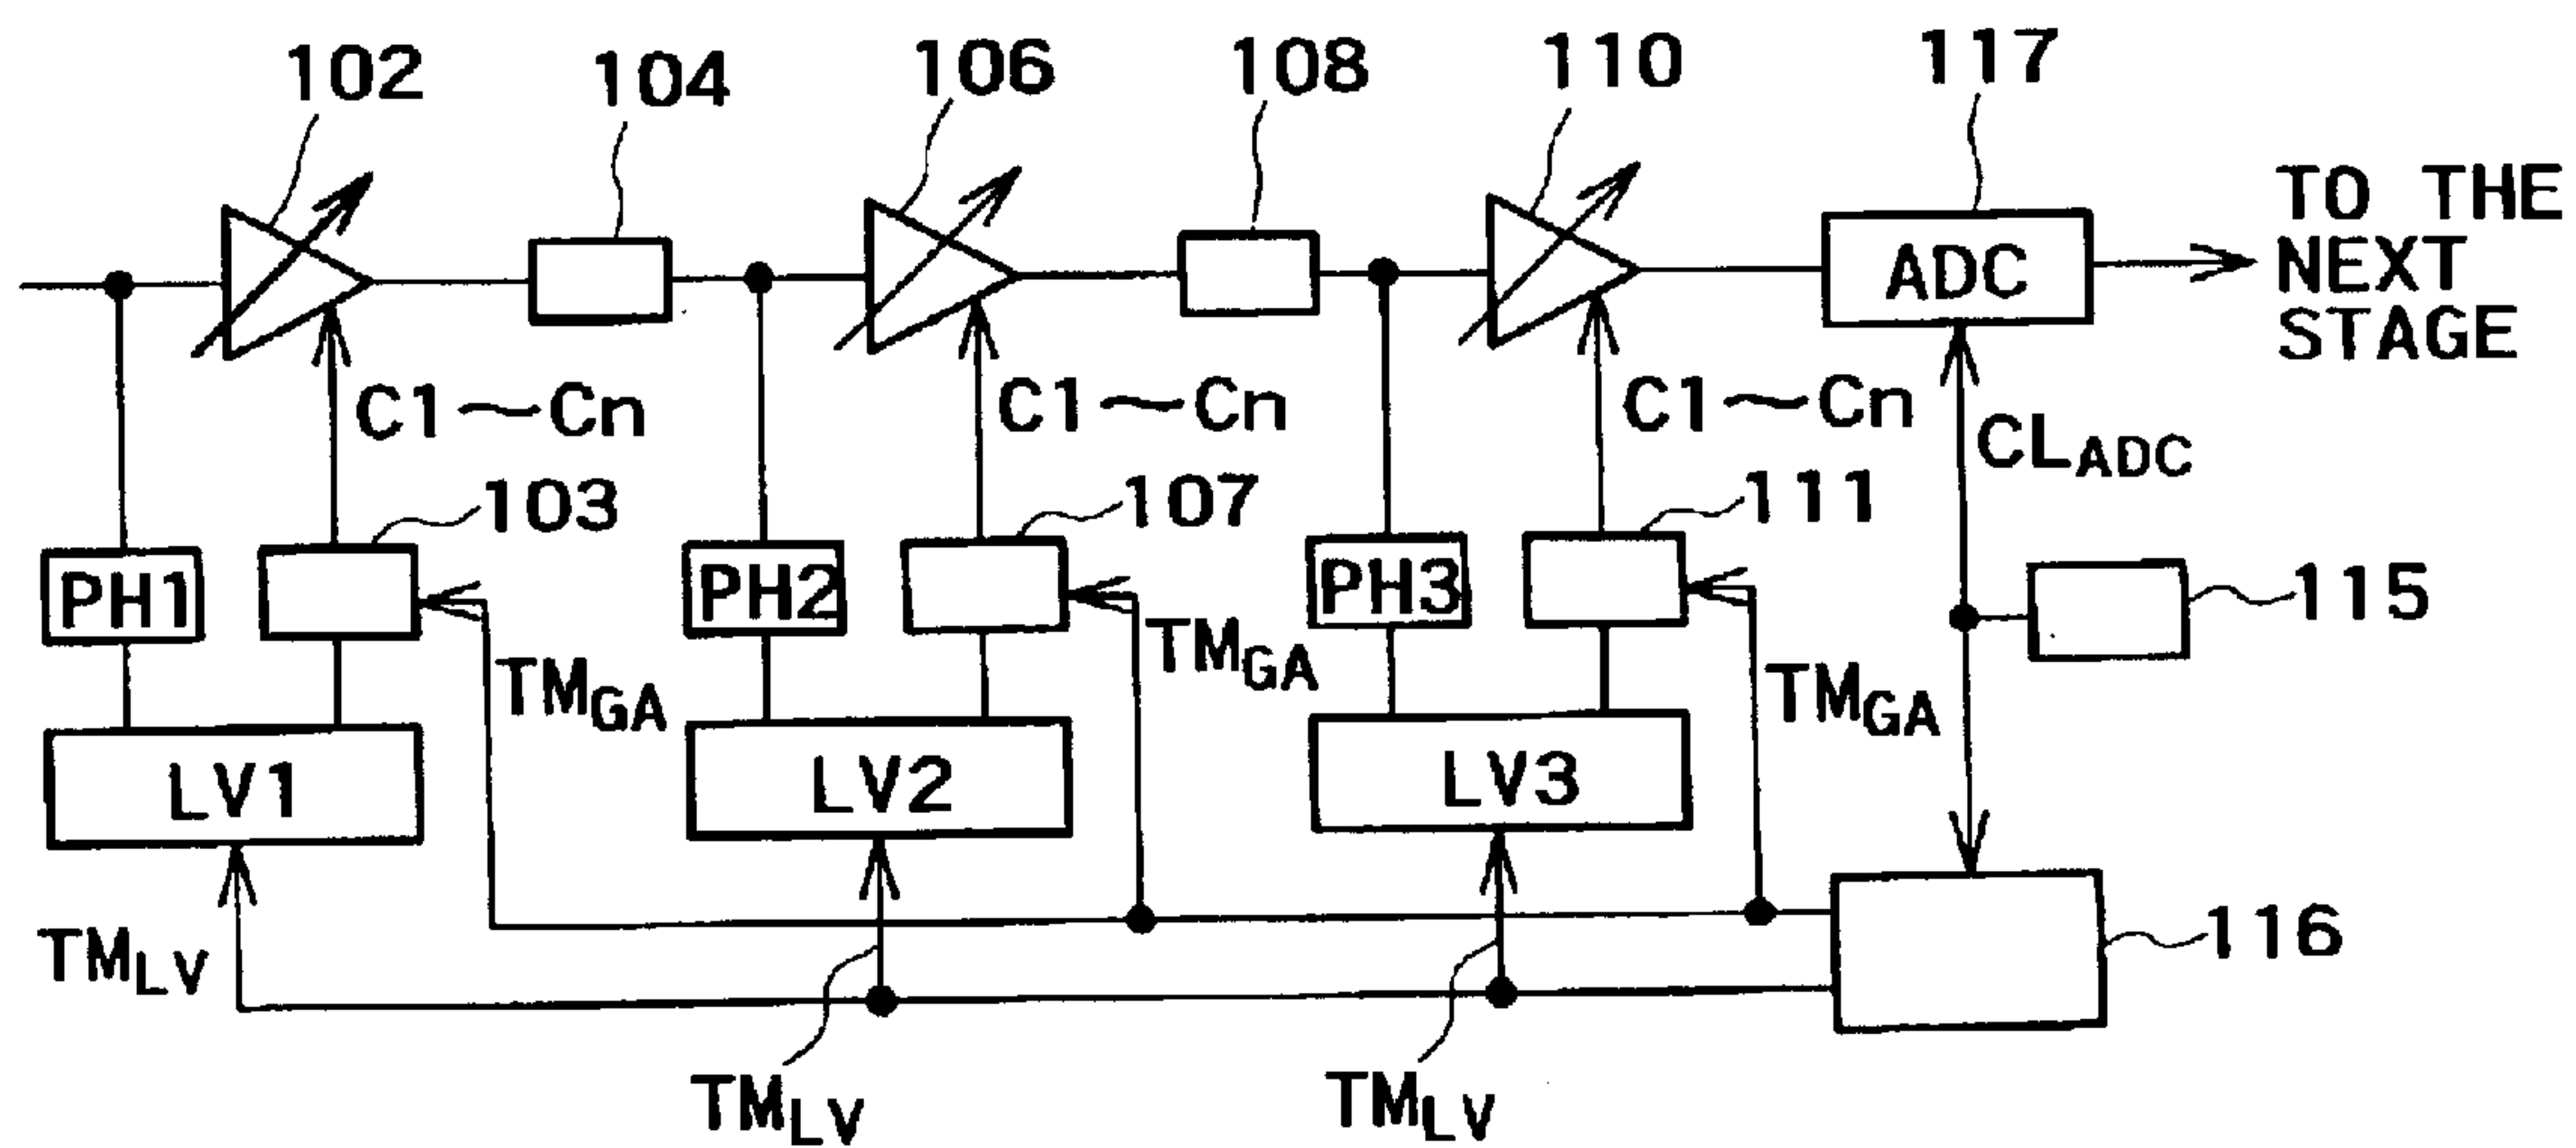 102
104
106
108
110
117
TO THE
NEXT
STAGE
ADC
C1~Cn
C1~Cn
C1~Cn
CLADC
103
107
111
PH1
PH2
PH3
115
TMGA
TMGA
TMGA
LV1
LV2
LV3
116
TMLV
TMLV
TMLV